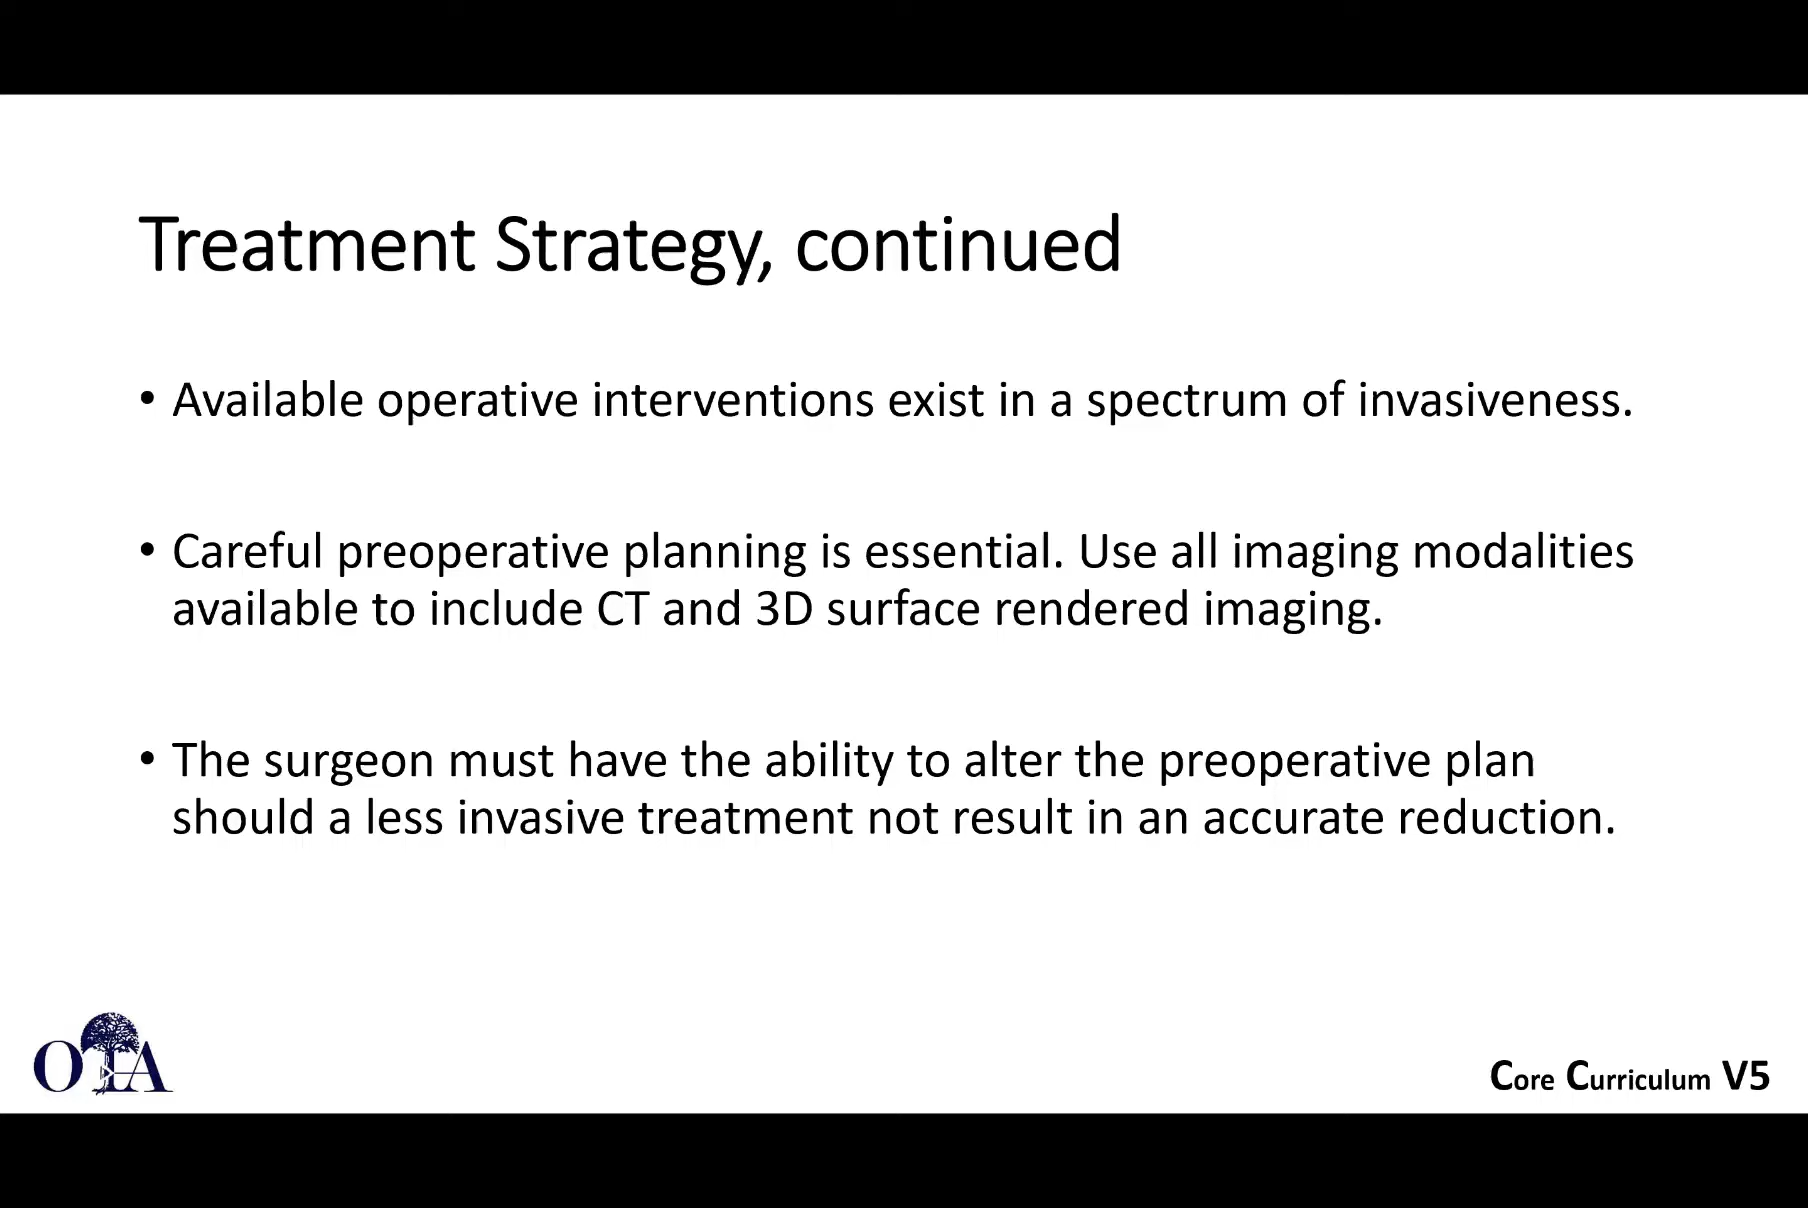 Treatment Strategy, continued
• Available operative interventions exist in a spectrum of invasiveness.
• Careful preoperative planning is essential. Use all imaging modalities
available to include CT and 3D surface rendered imaging.
• The surgeon must have the ability to alter the preoperative plan
should a less invasive treatment not result in an accurate reduction.
OTA
Core Curriculum V5